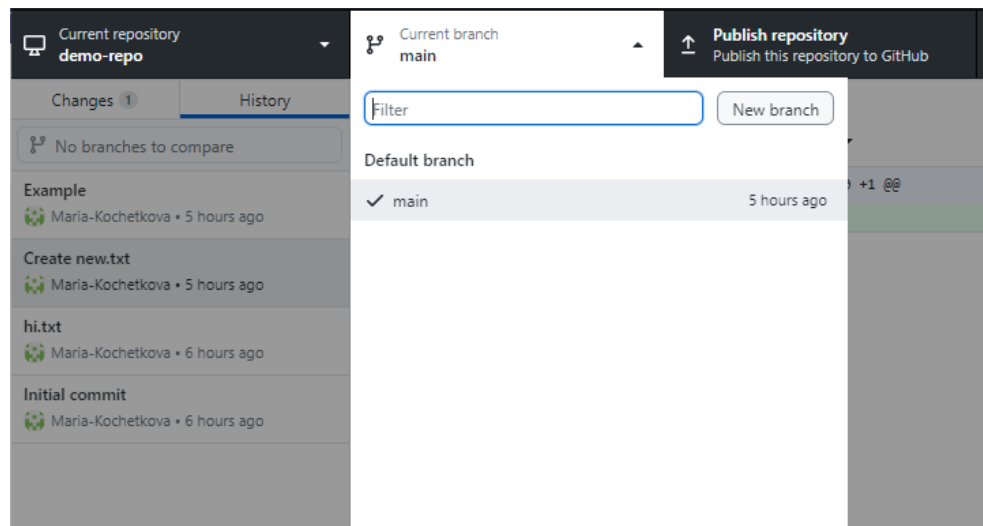 Current repository
demo-repo
Current branch
main
Publish repository
Publish this repository to GitHub
Changes 1
History
Filter
New branch
No branches to compare
Default branch
main
5 hours ago
+1 @@
Example
Maria-Kochetkova • 5 hours ago
Create new.txt
Maria-Kochetkova • 5 hours ago
hi.txt
Maria-Kochetkova • 6 hours ago
Initial commit
Maria-Kochetkova • 6 hours ago